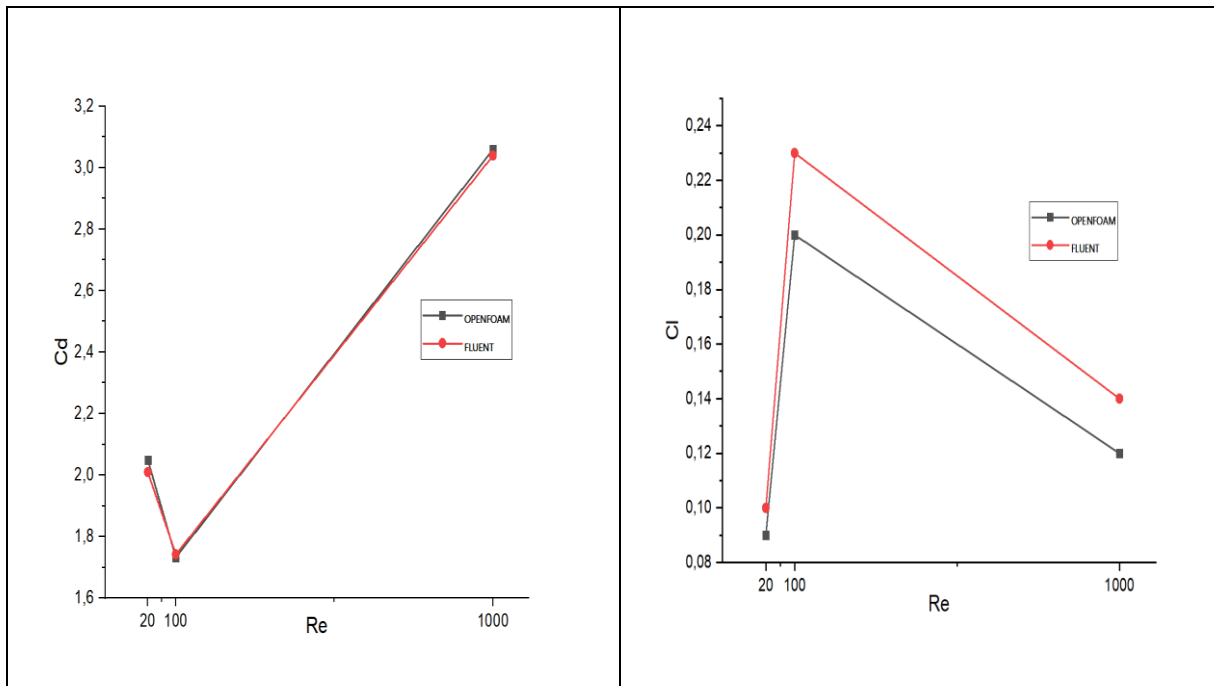 3,2
3,0
2,8
2,6
2,4
2,2
2,0
1,8
1,6
Cd
OPENFOAM
FLUENT
20 100 1000
Re
0,24
0,22
0,20
0,18
0,16
0,14
0,12
0,10
0,08
Cl
OPENFOAM
FLUENT
20 100 1000
Re